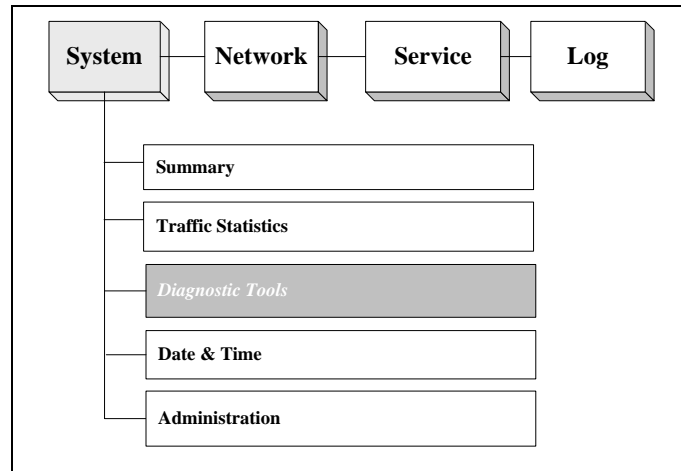 System Network Service Log
Summary
Traffic Statistics
Diagnostic Tools
Date & Time
Administration